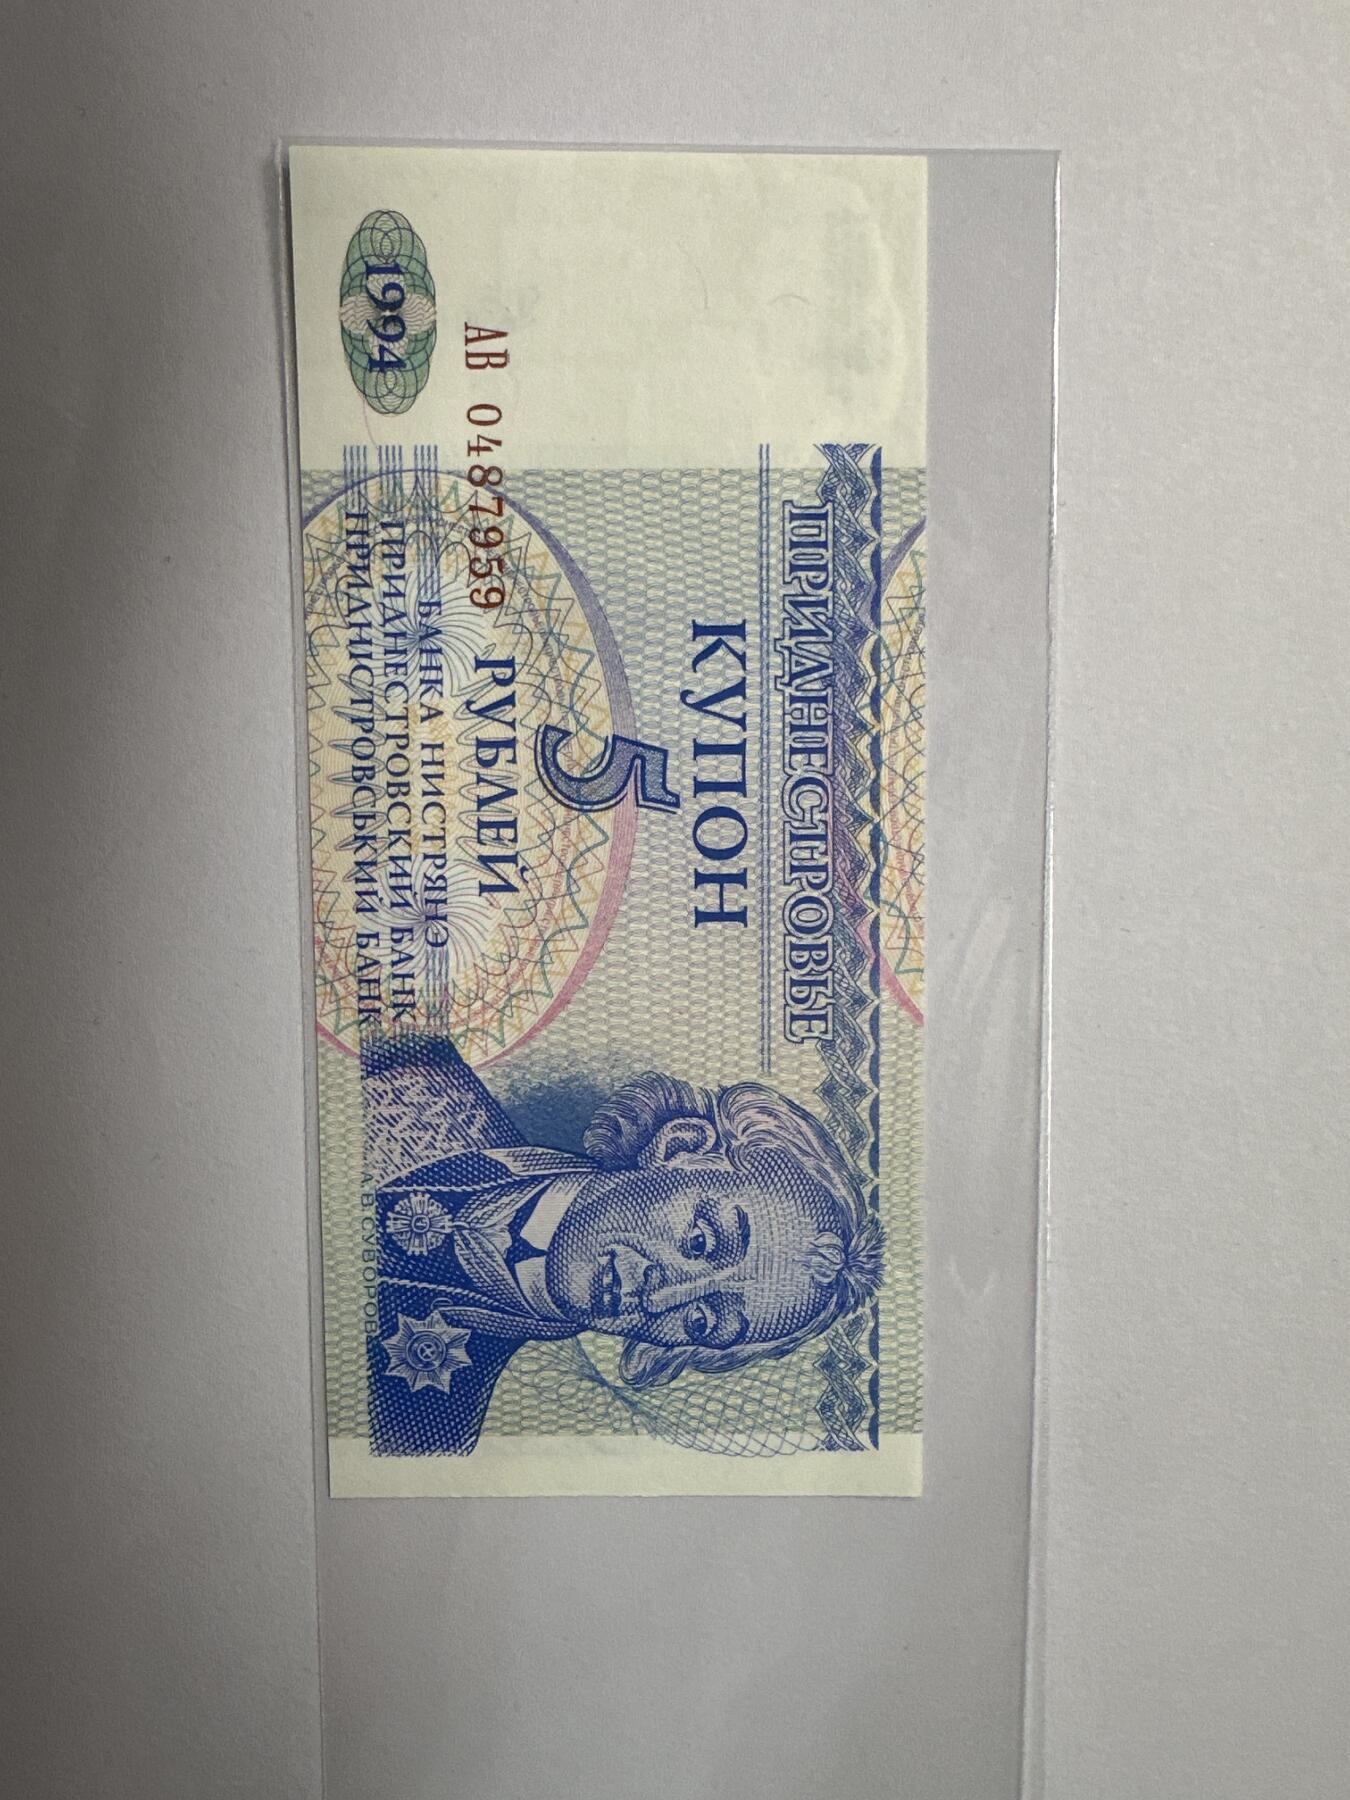 ПРИДНЕСТРОВЬЕ
КУПОН
5
РУБЛЕЙ
АВ 0487959
1994
БАНКА НИСТРЯНЭ
ПРИДНЕСТРОВСКИЙ БАНК
ПРИДНІСТРОВСЬКИЙ БАНК
А.В.СУВОРОВ